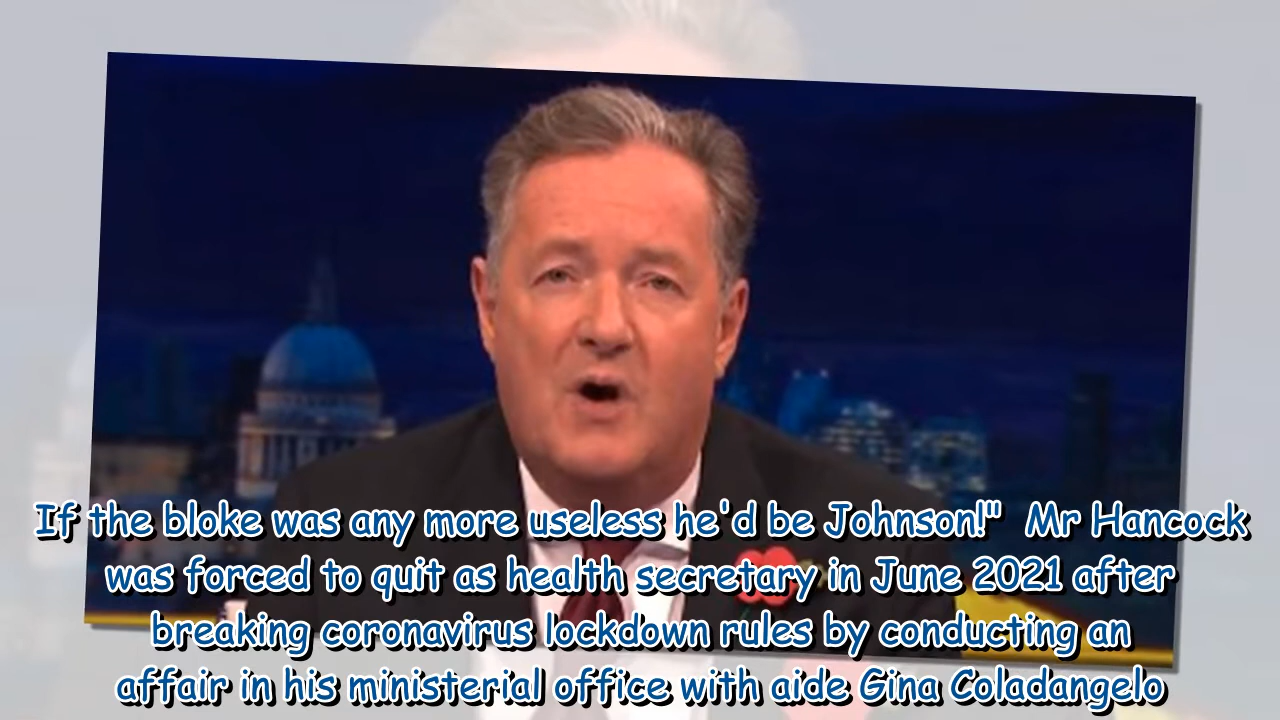 If the bloke was any more useless he'd be Johnson!"  Mr Hancock
was forced to quit as health secretary in June 2021 after
breaking coronavirus lockdown rules by conducting an
affair in his ministerial office with aide Gina Coladangelo